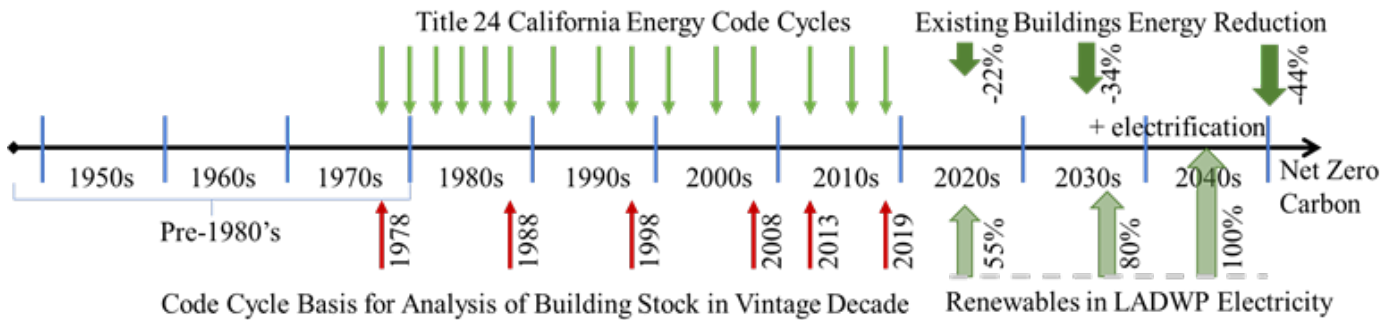 Title 24 California Energy Code Cycles
Existing Buildings Energy Reduction
-22%
-34%
-44%
+ electrification
1950s
1960s
1970s
1980s
1990s
2000s
2010s
2020s
2030s
2040s
Net Zero
Carbon
Pre-1980's
1978
1988
1998
2008
2013
2019
55%
80%
100%
Code Cycle Basis for Analysis of Building Stock in Vintage Decade
Renewables in LADWP Electricity